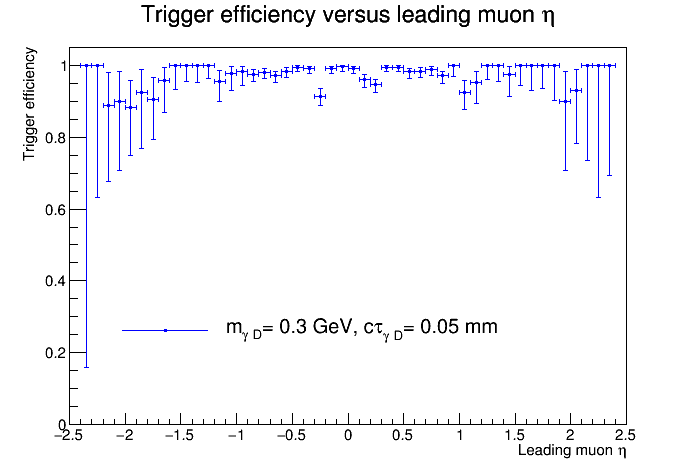 Trigger efficiency versus leading muon η
Trigger efficiency
1
0.8
0.6
0.4
0.2
0
m γ D = 0.3 GeV, cτ γ D = 0.05 mm
−2.5 −2 −1.5 −1 −0.5 0 0.5 1 1.5 2 2.5
Leading muon η